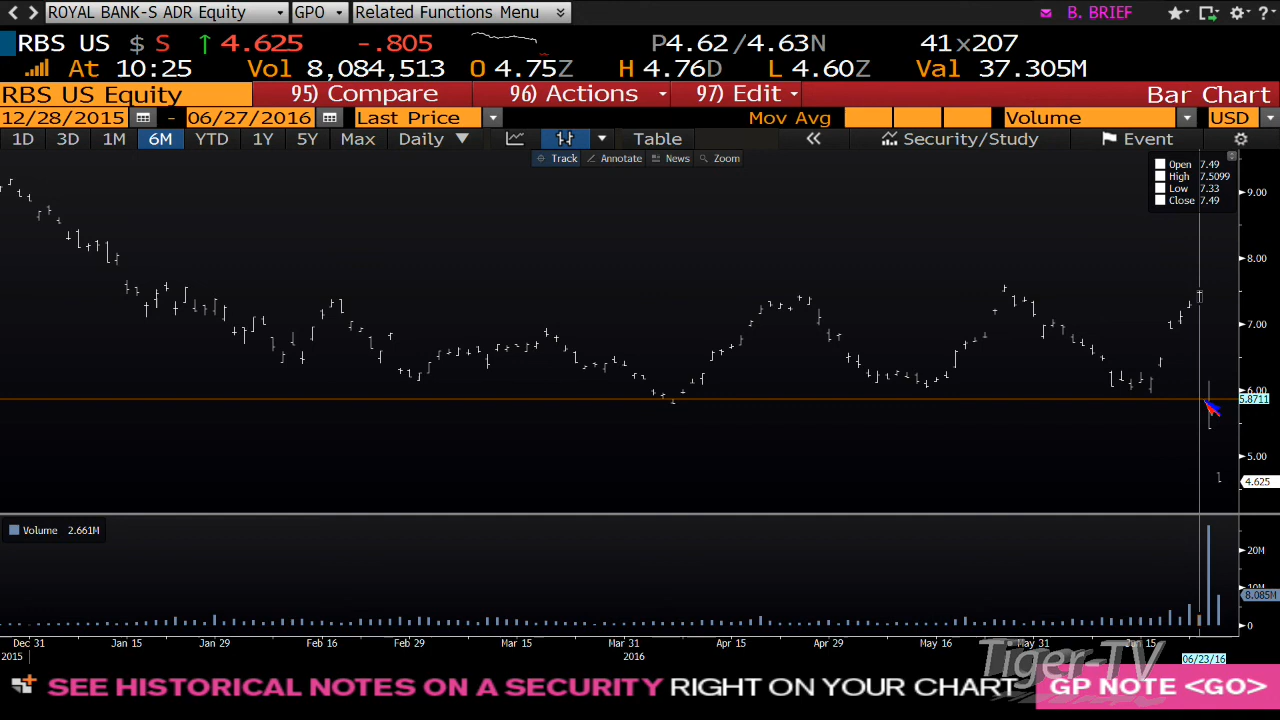 ROYAL BANK-S ADR Equity GPO Related Functions Menu B. BRIEF ?
RBS US $ S ↑ 4.625 -.805 P4.62 /4.63N 41x207
At 10:25 Vol 8,084,513 O 4.75Z H 4.76D L 4.60Z Val 37.305M
RBS US Equity 95) Compare 96) Actions 97) Edit Bar Chart
12/28/2015 - 06/27/2016 Last Price Mov Avg Volume USD
1D 3D 1M 6M YTD 1Y 5Y Max Daily Table Security/Study Event
Track Annotate News Zoom
Open 7.49
High 7.5099
Low 7.33
Close 7.49
9.00
8.00
7.00
6.00
5.8711
5.00
4.625
Volume 2.661M
20M
10M
8.085M
0
Dec 31 Jan 15 Jan 29 Feb 16 Feb 29 Mar 15 Mar 31 Apr 15 Apr 29 May 16 May 31 Jun 15
2015 2016 06/23/16
Tiger-TV
SEE HISTORICAL NOTES ON A SECURITY RIGHT ON YOUR CHART GP NOTE <GO>